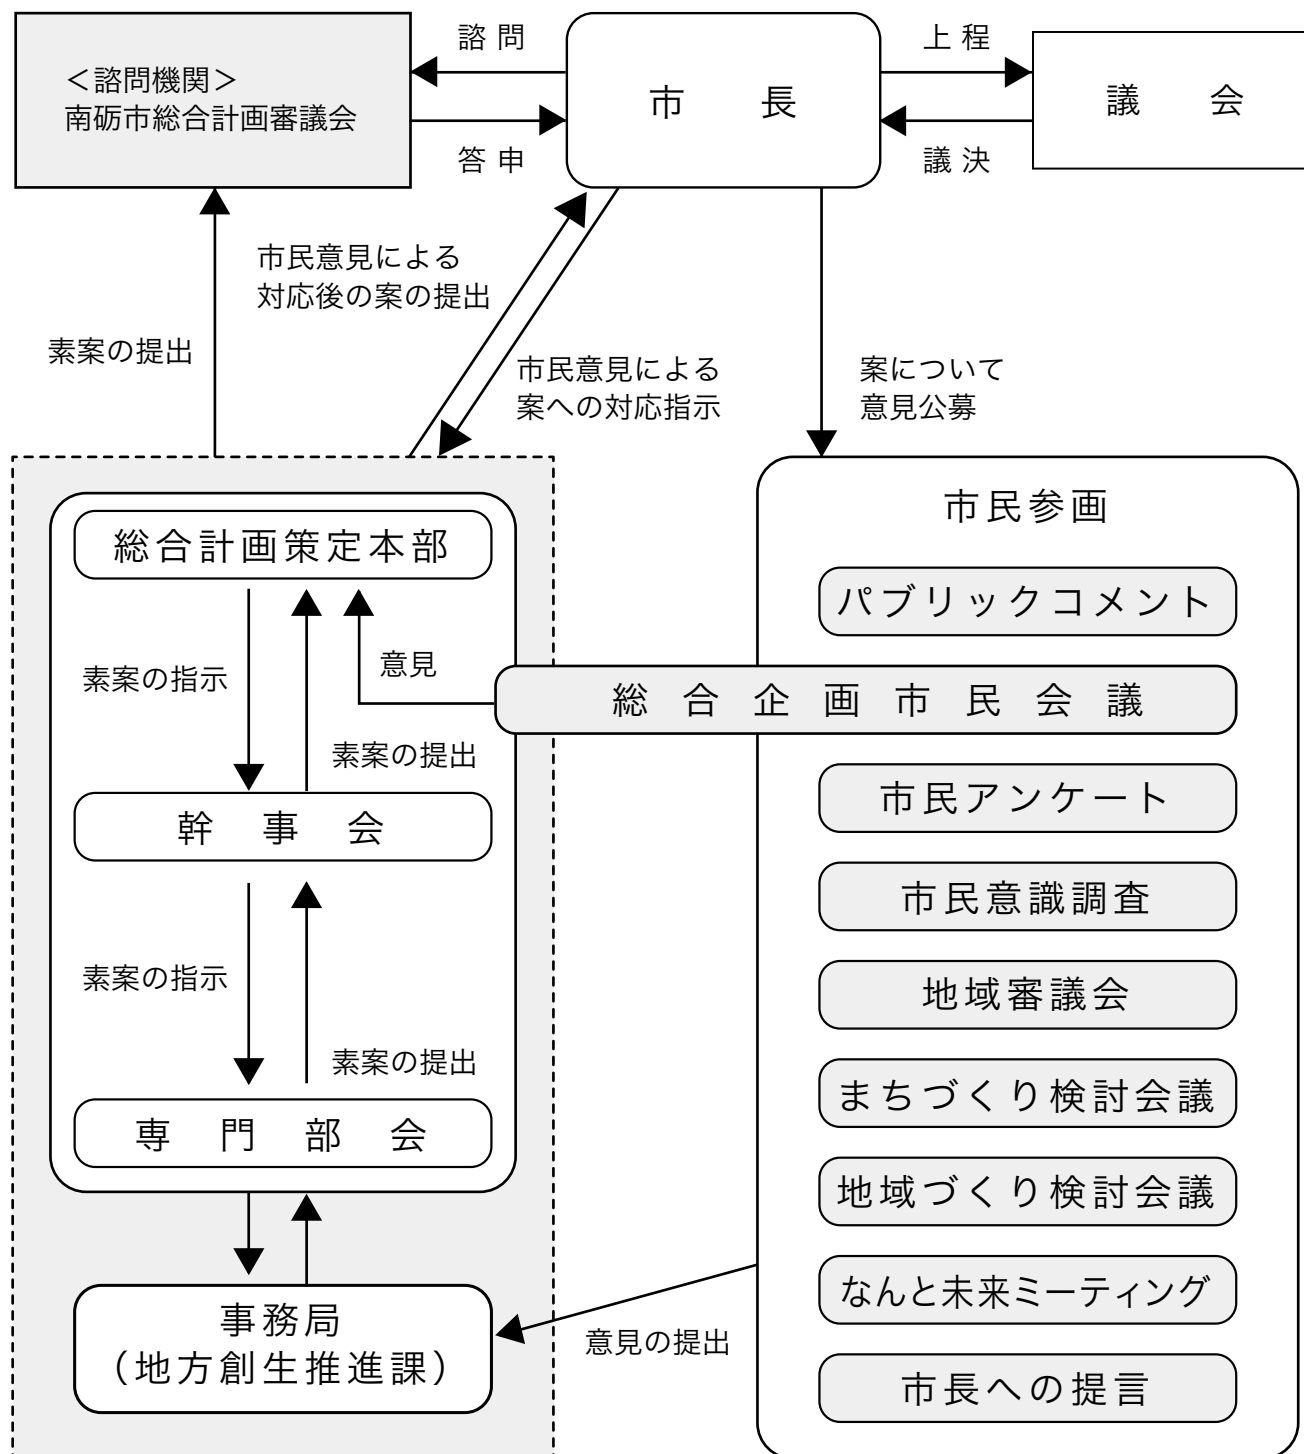 ＜諮問機関＞
南砺市総合計画審議会
諮問
答申
市長
上程
議決
議会
市民意見による
対応後の案の提出
素案の提出
市民意見による
案への対応指示
案について
意見公募
総合計画策定本部
素案の指示
意見
素案の提出
幹事会
素案の指示
素案の提出
専門部会
事務局
（地方創生推進課）
意見の提出
市民参画
パブリックコメント
総合企画市民会議
市民アンケート
市民意識調査
地域審議会
まちづくり検討会議
地域づくり検討会議
なんと未来ミーティング
市長への提言